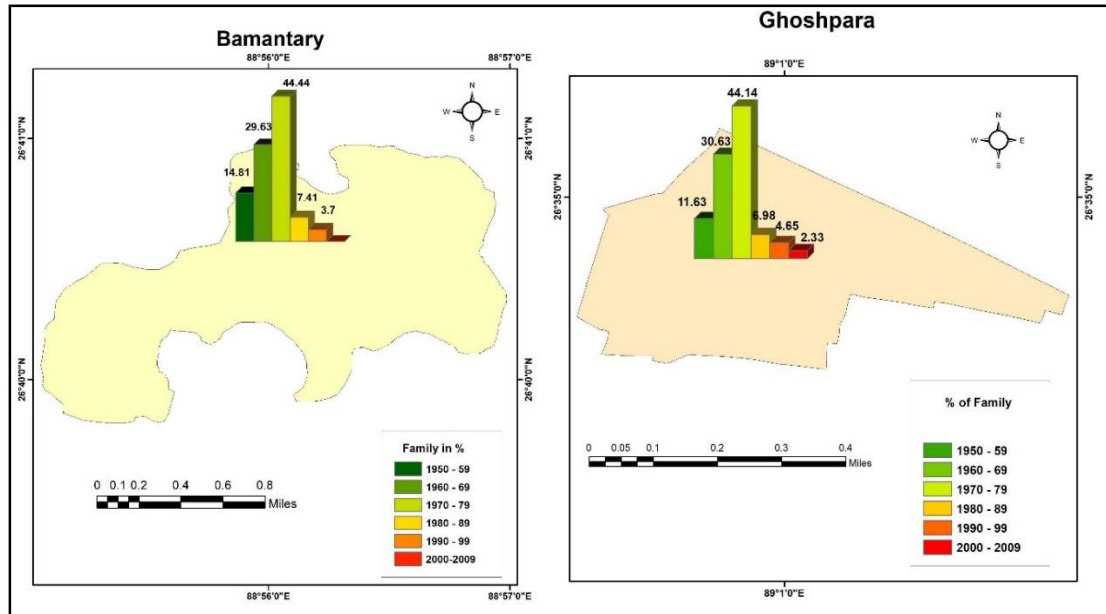 Bamantary
88°56'0"E
88°57'0"E
N
W
E
S
26°41'0"N
26°41'0"N
44.44
29.63
14.81
7.41
3.7
26°40'0"N
26°40'0"N
0 0.1 0.2 0.4 0.6 0.8
Miles
Family in %
1950 - 59
1960 - 69
1970 - 79
1980 - 89
1990 - 99
2000-2009
88°56'0"E
88°57'0"E
Ghoshpara
89°1'0"E
N
W
E
S
26°35'0"N
26°35'0"N
44.14
30.63
11.63
6.98
4.65
2.33
0 0.05 0.1 0.2 0.3 0.4
Miles
% of Family
1950 - 59
1960 - 69
1970 - 79
1980 - 89
1990 - 99
2000 - 2009
89°1'0"E